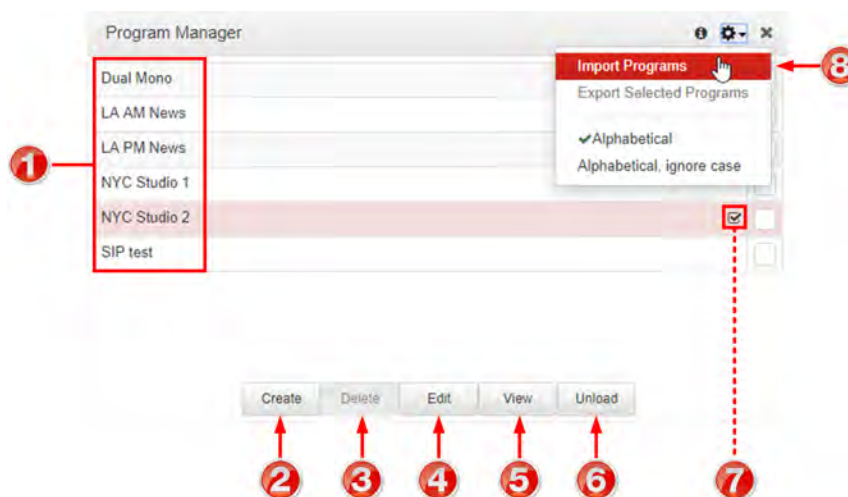 Program Manager
Import Programs
8
Dual Mono
Export Selected Programs
LA AM News
✔Alphabetical
LA PM News
1
Alphabetical, ignore case
NYC Studio 1
NYC Studio 2
SIP test
Create Delete Edit View Unload
2 3 4 5 6 7